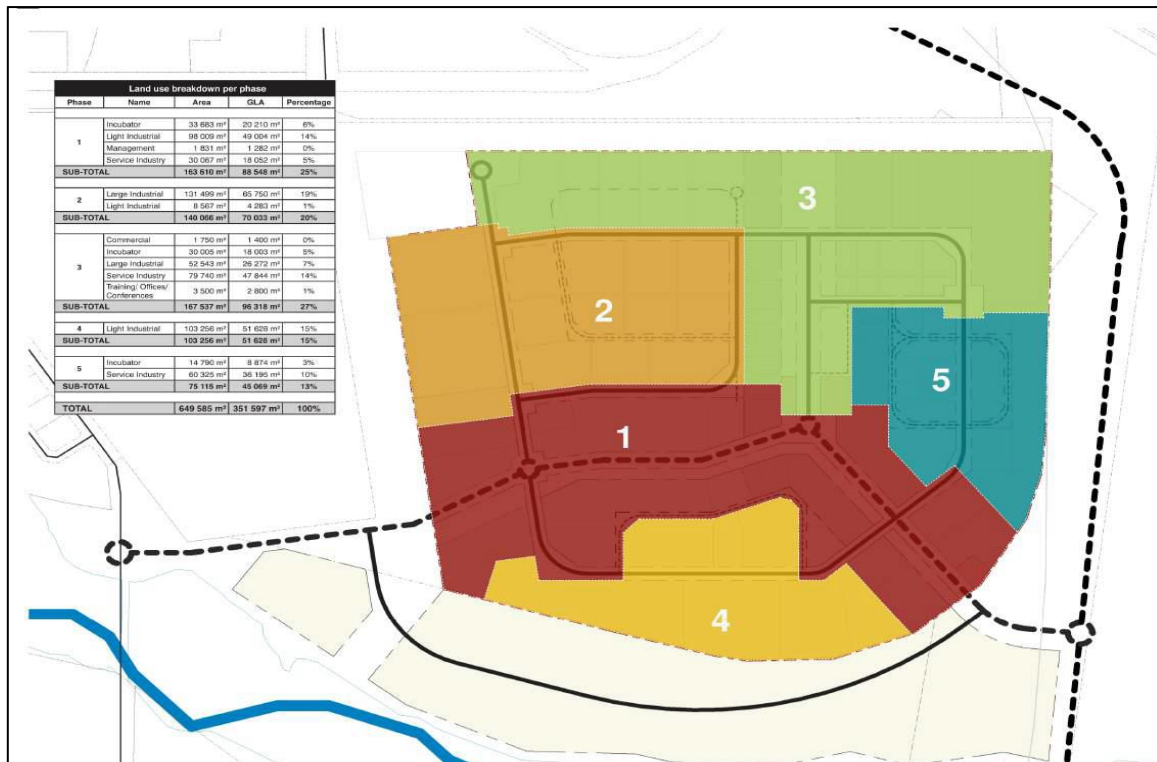 Land use breakdown per phase
Phase Name Area GLA Percentage
1
Incubator 33 683 m² 20 210 m² 6%
Light Industrial 98 009 m² 49 004 m² 14%
Management 1 831 m² 1 282 m² 0%
Service Industry 30 087 m² 18 052 m² 5%
SUB-TOTAL 163 610 m² 88 548 m² 25%
2
Large Industrial 131 499 m² 65 750 m² 19%
Light Industrial 8 567 m² 4 283 m² 1%
SUB-TOTAL 140 066 m² 70 033 m² 20%
3
Commercial 1 750 m² 1 400 m² 0%
Incubator 30 005 m² 18 003 m² 5%
Large Industrial 52 543 m² 26 272 m² 7%
Service Industry 79 740 m² 47 844 m² 14%
Training/ Offices/
Conferences 3 500 m² 2 800 m² 1%
SUB-TOTAL 167 537 m² 96 318 m² 27%
4 Light Industrial 103 256 m² 51 628 m² 15%
SUB-TOTAL 103 256 m² 51 628 m² 15%
5
Incubator 14 790 m² 8 874 m² 3%
Service Industry 60 325 m² 36 195 m² 10%
SUB-TOTAL 75 115 m² 45 069 m² 13%
TOTAL 649 585 m² 351 597 m² 100%
3
2
5
1
4